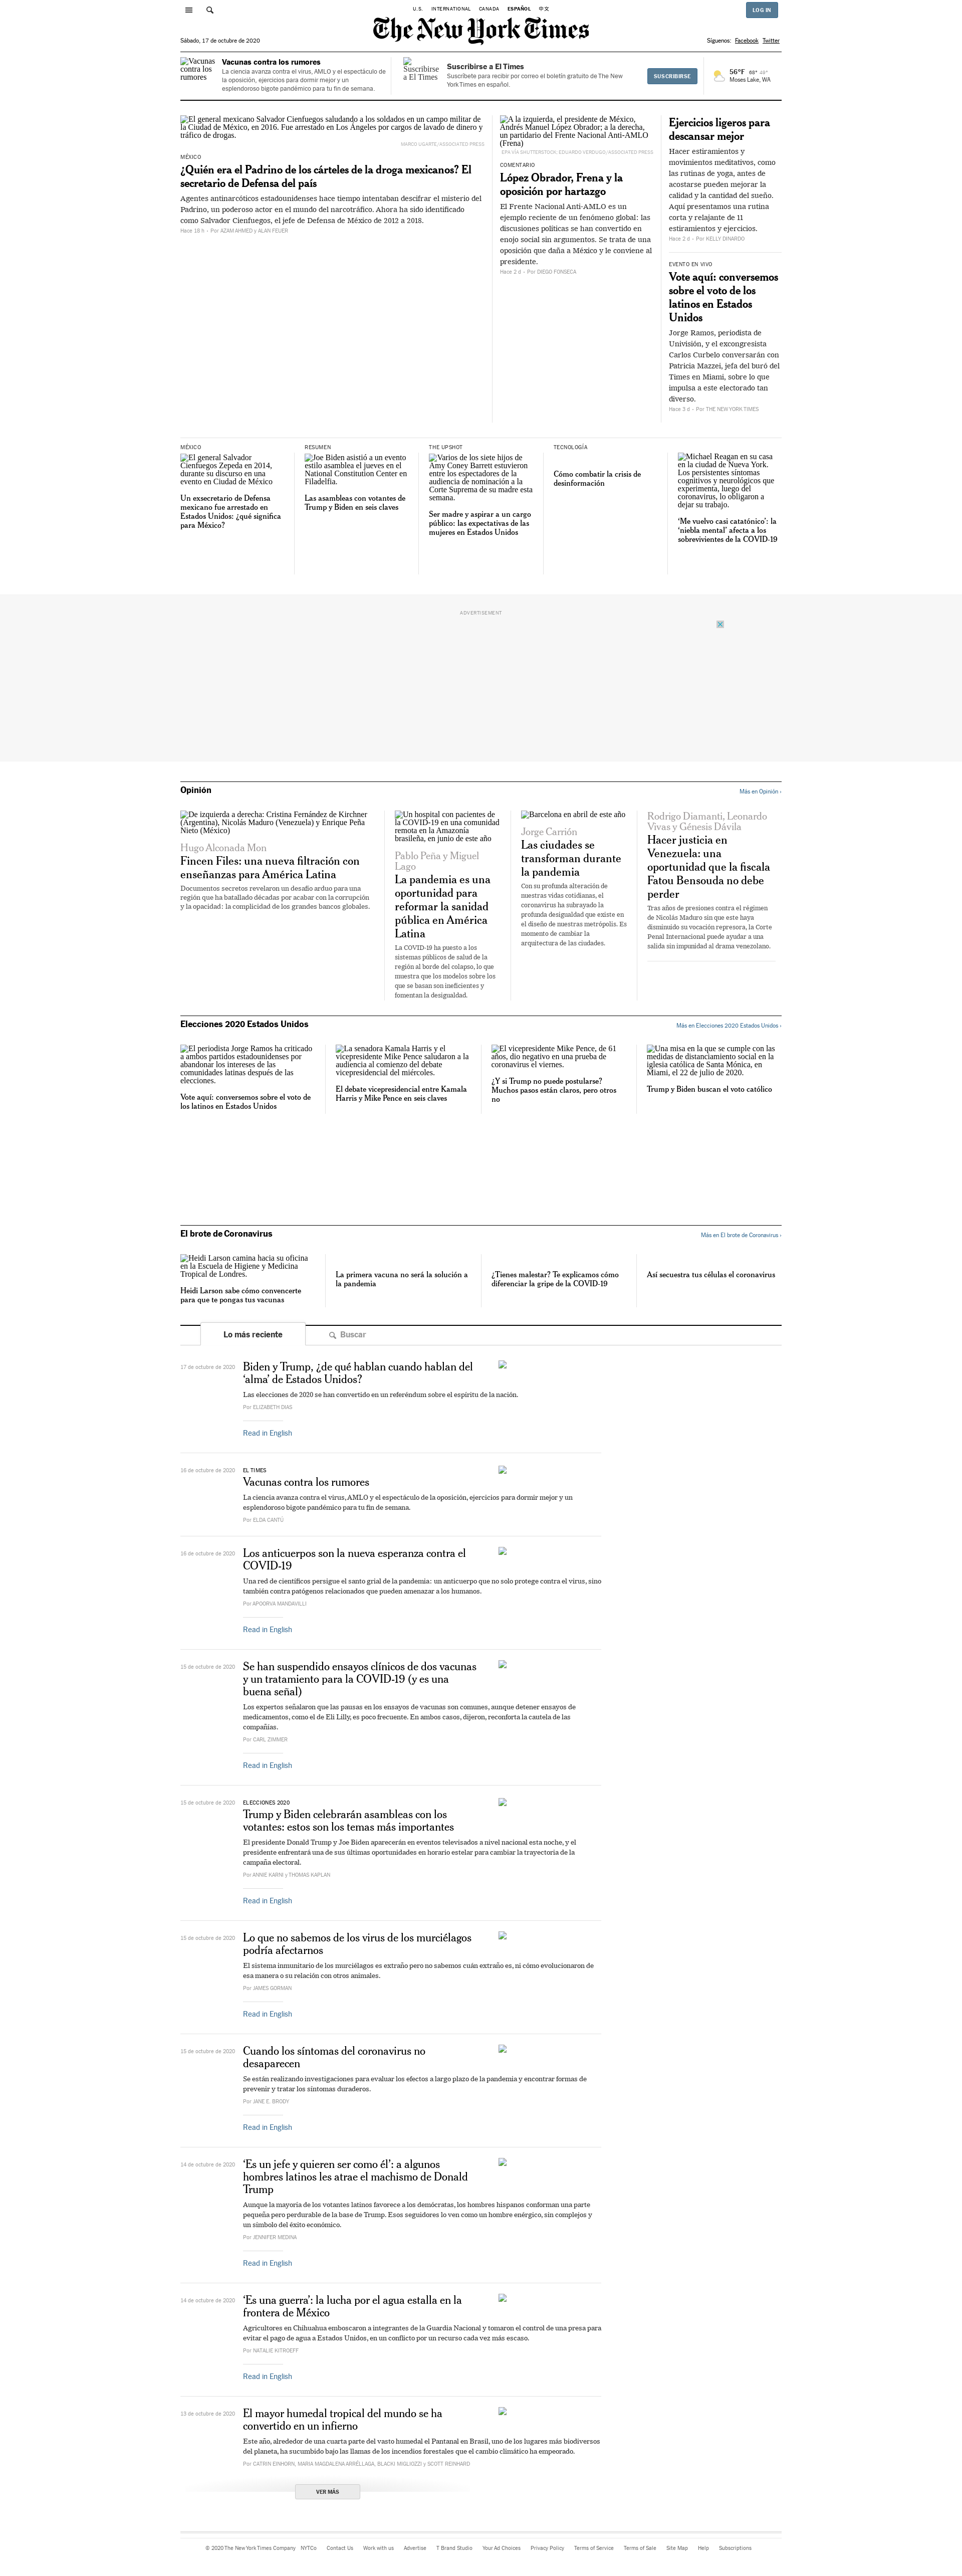 U.S. INTERNATIONAL CANADA ESPAÑOL 中文
LOG IN
The New York Times
Sábado, 17 de octubre de 2020
Síguenos: Facebook Twitter
Vacunas contra los rumores
Vacunas contra los rumores
La ciencia avanza contra el virus, AMLO y el espectáculo de
la oposición, ejercicios para dormir mejor y un
esplendoroso bigote pandémico para tu fin de semana.
Suscribirse a El Times
Suscribirse a El Times
Suscríbete para recibir por correo el boletín gratuito de The New
York Times en español.
SUSCRIBIRSE
56°F 69° 49°
Moses Lake, WA
El general mexicano Salvador Cienfuegos saludando a los soldados en un campo militar de
la Ciudad de México, en 2016. Fue arrestado en Los Ángeles por cargos de lavado de dinero y
tráfico de drogas.
MARCO UGARTE/ASSOCIATED PRESS
MÉXICO
¿Quién era el Padrino de los cárteles de la droga mexicanos? El
secretario de Defensa del país
Agentes antinarcóticos estadounidenses hace tiempo intentaban descifrar el misterio del
Padrino, un poderoso actor en el mundo del narcotráfico. Ahora ha sido identificado
como Salvador Cienfuegos, el jefe de Defensa de México de 2012 a 2018.
Hace 18 h - Por AZAM AHMED y ALAN FEUER
A la izquierda, el presidente de México,
Andrés Manuel López Obrador; a la derecha,
un partidario del Frente Nacional Anti-AMLO
(Frena)
EPA VIA SHUTTERSTOCK; EDUARDO VERDUGO/ASSOCIATED PRESS
COMENTARIO
López Obrador, Frena y la
oposición por hartazgo
El Frente Nacional Anti-AMLO es un
ejemplo reciente de un fenómeno global: las
discusiones políticas se han convertido en
enojo social sin argumentos. Se trata de una
oposición que daña a México y le conviene al
presidente.
Hace 2 d - Por DIEGO FONSECA
Ejercicios ligeros para
descansar mejor
Hacer estiramientos y
movimientos meditativos, como
las rutinas de yoga, antes de
acostarse pueden mejorar la
calidad y la cantidad del sueño.
Aquí presentamos una rutina
corta y relajante de 11
estiramientos y ejercicios.
Hace 2 d - Por KELLY DINARDO
EVENTO EN VIVO
Vote aquí: conversemos
sobre el voto de los
latinos en Estados
Unidos
Jorge Ramos, periodista de
Univisión, y el excongresista
Carlos Curbelo conversarán con
Patricia Mazzei, jefa del buró del
Times en Miami, sobre lo que
impulsa a este electorado tan
diverso.
Hace 3 d - Por THE NEW YORK TIMES
MÉXICO
El general Salvador
Cienfuegos Zepeda en 2014,
durante su discurso en una
evento en Ciudad de México
Un exsecretario de Defensa
mexicano fue arrestado en
Estados Unidos: ¿qué significa
para México?
RESUMEN
Joe Biden asistió a un evento
estilo asamblea el jueves en el
National Constitution Center en
Filadelfia.
Las asambleas con votantes de
Trump y Biden en seis claves
THE UPSHOT
Varios de los siete hijos de
Amy Coney Barrett estuvieron
entre los espectadores de la
audiencia de nominación a la
Corte Suprema de su madre esta
semana.
Ser madre y aspirar a un cargo
público: las expectativas de las
mujeres en Estados Unidos
TECNOLOGÍA
Cómo combatir la crisis de
desinformación
Michael Reagan en su casa
en la ciudad de Nueva York.
Los persistentes síntomas
cognitivos y neurológicos que
experimenta, luego del
coronavirus, lo obligaron a
dejar su trabajo.
‘Me vuelvo casi catatónico’: la
‘niebla mental’ afecta a los
sobrevivientes de la COVID-19
ADVERTISEMENT
Opinión
Más en Opinión ›
De izquierda a derecha: Cristina Fernández de Kirchner
(Argentina), Nicolás Maduro (Venezuela) y Enrique Peña
Nieto (México)
Hugo Alconada Mon
Fincen Files: una nueva filtración con
enseñanzas para América Latina
Documentos secretos revelaron un desafío arduo para una
región que ha batallado décadas por acabar con la corrupción
y la opacidad: la complicidad de los grandes bancos globales.
Un hospital con pacientes de
la COVID-19 en una comunidad
remota en la Amazonía
brasileña, en junio de este año
Pablo Peña y Miguel
Lago
La pandemia es una
oportunidad para
reformar la sanidad
pública en América
Latina
La COVID-19 ha puesto a los
sistemas públicos de salud de la
región al borde del colapso, lo que
muestra que los modelos sobre los
que se basan son ineficientes y
fomentan la desigualdad.
Barcelona en abril de este año
Jorge Carrión
Las ciudades se
transforman durante
la pandemia
Con su profunda alteración de
nuestras vidas cotidianas, el
coronavirus ha subrayado la
profunda desigualdad que existe en
el diseño de nuestras metrópolis. Es
momento de cambiar la
arquitectura de las ciudades.
Rodrigo Diamanti, Leonardo
Vivas y Génesis Dávila
Hacer justicia en
Venezuela: una
oportunidad que la fiscala
Fatou Bensouda no debe
perder
Tras años de presiones contra el régimen
de Nicolás Maduro sin que este haya
disminuido su vocación represora, la Corte
Penal Internacional puede ayudar a una
salida sin impunidad al drama venezolano.
Elecciones 2020 Estados Unidos
Más en Elecciones 2020 Estados Unidos ›
El periodista Jorge Ramos ha criticado
a ambos partidos estadounidenses por
abandonar los intereses de las
comunidades latinas después de las
elecciones.
Vote aquí: conversemos sobre el voto de
los latinos en Estados Unidos
La senadora Kamala Harris y el
vicepresidente Mike Pence saludaron a la
audiencia al comienzo del debate
vicepresidencial del miércoles.
El debate vicepresidencial entre Kamala
Harris y Mike Pence en seis claves
El vicepresidente Mike Pence, de 61
años, dio negativo en una prueba de
coronavirus el viernes.
¿Y si Trump no puede postularse?
Muchos pasos están claros, pero otros
no
Una misa en la que se cumple con las
medidas de distanciamiento social en la
iglesia católica de Santa Mónica, en
Miami, el 22 de julio de 2020.
Trump y Biden buscan el voto católico
El brote de Coronavirus
Más en El brote de Coronavirus ›
Heidi Larson camina hacia su oficina
en la Escuela de Higiene y Medicina
Tropical de Londres.
Heidi Larson sabe cómo convencerte
para que te pongas tus vacunas
La primera vacuna no será la solución a
la pandemia
¿Tienes malestar? Te explicamos cómo
diferenciar la gripe de la COVID-19
Así secuestra tus células el coronavirus
Lo más reciente
Buscar
17 de octubre de 2020
Biden y Trump, ¿de qué hablan cuando hablan del
‘alma’ de Estados Unidos?
Las elecciones de 2020 se han convertido en un referéndum sobre el espíritu de la nación.
Por ELIZABETH DIAS
Read in English
16 de octubre de 2020
EL TIMES
Vacunas contra los rumores
La ciencia avanza contra el virus, AMLO y el espectáculo de la oposición, ejercicios para dormir mejor y un
esplendoroso bigote pandémico para tu fin de semana.
Por ELDA CANTÚ
16 de octubre de 2020
Los anticuerpos son la nueva esperanza contra el
COVID-19
Una red de científicos persigue el santo grial de la pandemia: un anticuerpo que no solo protege contra el virus, sino
también contra patógenos relacionados que pueden amenazar a los humanos.
Por APOORVA MANDAVILLI
Read in English
15 de octubre de 2020
Se han suspendido ensayos clínicos de dos vacunas
y un tratamiento para la COVID-19 (y es una
buena señal)
Los expertos señalaron que las pausas en los ensayos de vacunas son comunes, aunque detener ensayos de
medicamentos, como el de Eli Lilly, es poco frecuente. En ambos casos, dijeron, reconforta la cautela de las
compañías.
Por CARL ZIMMER
Read in English
15 de octubre de 2020
ELECCIONES 2020
Trump y Biden celebrarán asambleas con los
votantes: estos son los temas más importantes
El presidente Donald Trump y Joe Biden aparecerán en eventos televisados a nivel nacional esta noche, y el
presidente enfrentará una de sus últimas oportunidades en horario estelar para cambiar la trayectoria de la
campaña electoral.
Por ANNIE KARNI y THOMAS KAPLAN
Read in English
15 de octubre de 2020
Lo que no sabemos de los virus de los murciélagos
podría afectarnos
El sistema inmunitario de los murciélagos es extraño pero no sabemos cuán extraño es, ni cómo evolucionaron de
esa manera o su relación con otros animales.
Por JAMES GORMAN
Read in English
15 de octubre de 2020
Cuando los síntomas del coronavirus no
desaparecen
Se están realizando investigaciones para evaluar los efectos a largo plazo de la pandemia y encontrar formas de
prevenir y tratar los síntomas duraderos.
Por JANE E. BRODY
Read in English
14 de octubre de 2020
‘Es un jefe y quieren ser como él’: a algunos
hombres latinos les atrae el machismo de Donald
Trump
Aunque la mayoría de los votantes latinos favorece a los demócratas, los hombres hispanos conforman una parte
pequeña pero perdurable de la base de Trump. Esos seguidores lo ven como un hombre enérgico, sin complejos y
un símbolo del éxito económico.
Por JENNIFER MEDINA
Read in English
14 de octubre de 2020
‘Es una guerra’: la lucha por el agua estalla en la
frontera de México
Agricultores en Chihuahua emboscaron a integrantes de la Guardia Nacional y tomaron el control de una presa para
evitar el pago de agua a Estados Unidos, en un conflicto por un recurso cada vez más escaso.
Por NATALIE KITROEFF
Read in English
13 de octubre de 2020
El mayor humedal tropical del mundo se ha
convertido en un infierno
Este año, alrededor de una cuarta parte del vasto humedal el Pantanal en Brasil, uno de los lugares más biodiversos
del planeta, ha sucumbido bajo las llamas de los incendios forestales que el cambio climático ha empeorado.
Por CATRIN EINHORN, MARIA MAGDALENA ARRÉLLAGA, BLACKI MIGLIOZZI y SCOTT REINHARD
VER MÁS
© 2020 The New York Times Company NYTCo Contact Us Work with us Advertise T Brand Studio Your Ad Choices Privacy Policy Terms of Service Terms of Sale Site Map Help Subscriptions